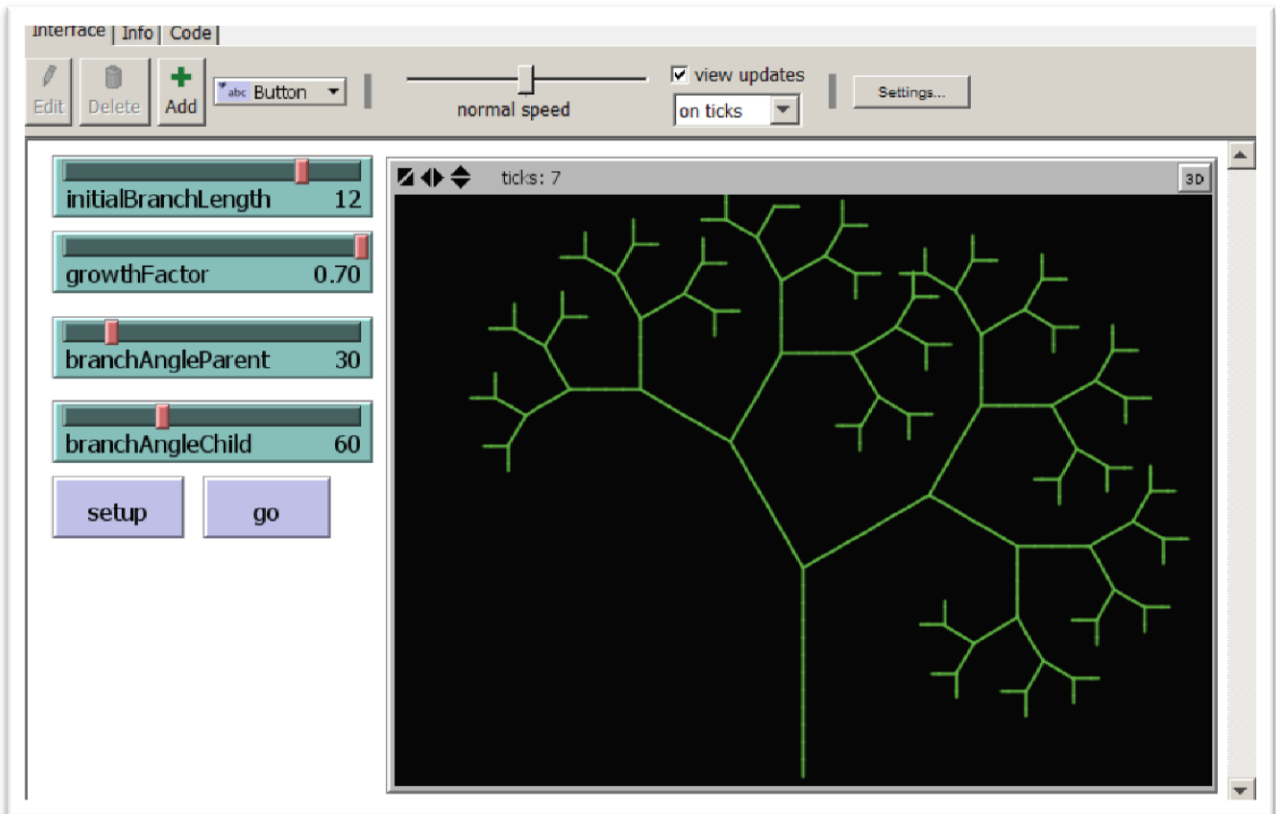 Interface Info Code
Edit Delete Add abc Button normal speed view updates on ticks Settings...
ticks: 7 3D
initialBranchLength 12
growthFactor 0.70
branchAngleParent 30
branchAngleChild 60
setup go